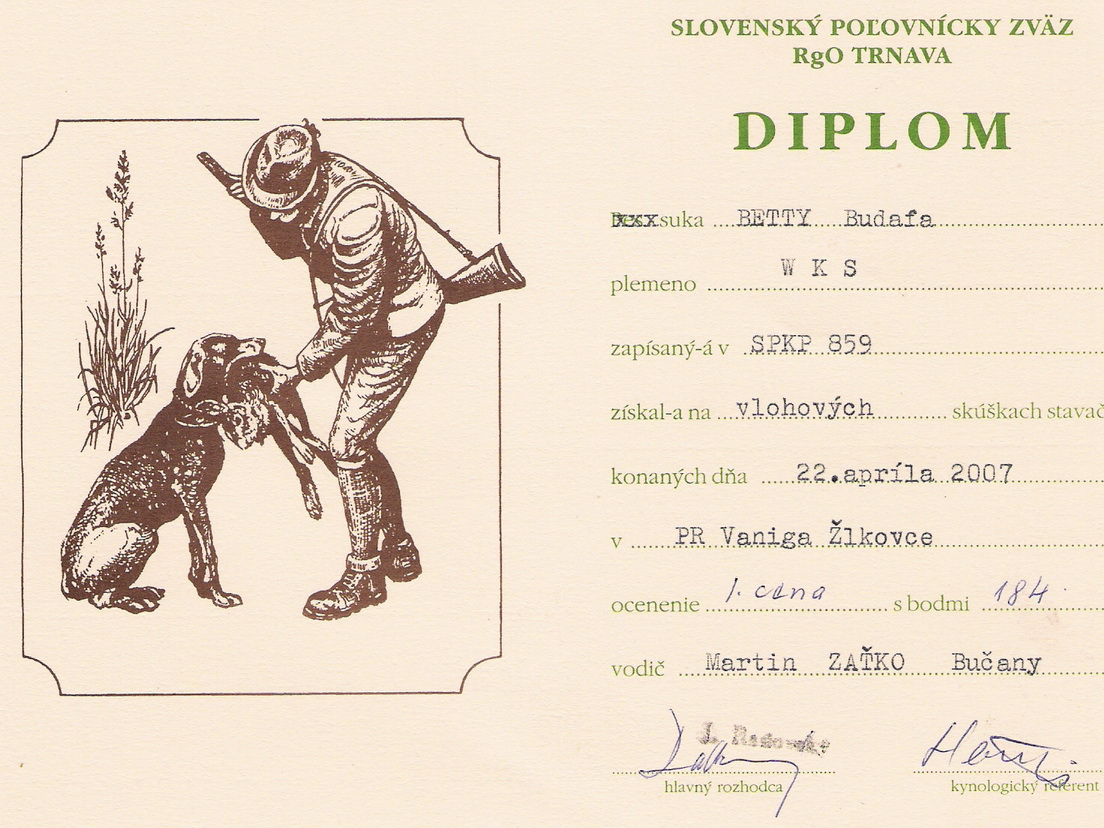 SLOVENSKÝ POĽOVNÍCKY ZVÄZ
RgO TRNAVA
DIPLOM
suka BETTY Budafa
plemeno W K S
zapísaný-á v SPKP 859
získal-a na vlohových skúškach stavač
konaných dňa 22.apríla 2007
v PR Vaniga Žlkovce
ocenenie 1. cena s bodmi 184
vodič Martin ZAŤKO Bučany
J.
hlavný rozhodca kynologický referent